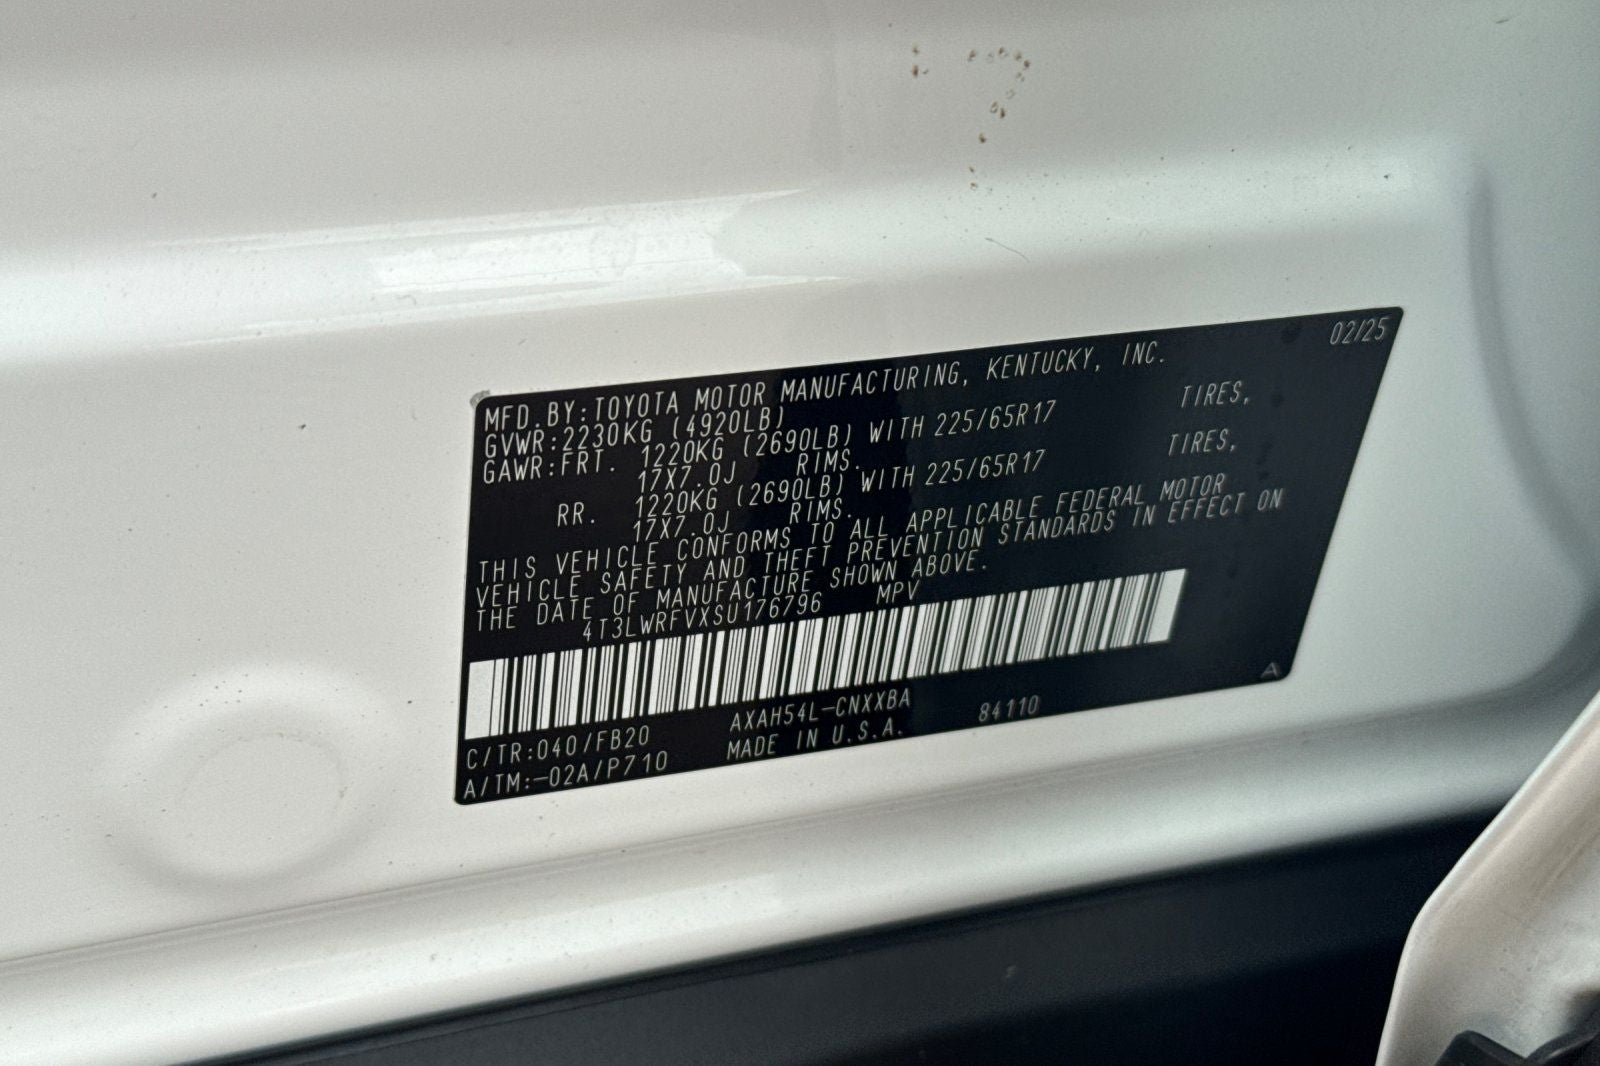 02/25
MFD.BY:TOYOTA MOTOR MANUFACTURING, KENTUCKY, INC.
GVWR:2230KG (4920LB)
GAWR:FRT. 1220KG (2690LB) WITH 225/65R17 TIRES,
17X7.0J RIMS.
RR. 1220KG (2690LB) WITH 225/65R17 TIRES,
17X7.0J RIMS.
THIS VEHICLE CONFORMS TO ALL APPLICABLE FEDERAL MOTOR
VEHICLE SAFETY AND THEFT PREVENTION STANDARDS IN EFFECT ON
THE DATE OF MANUFACTURE SHOWN ABOVE.
4T3LWRFVXSU176796 MPV
A
C/TR:040/FB20 AXAH54L-CNXXBA 84110
A/TM:-02A/P710 MADE IN U.S.A.